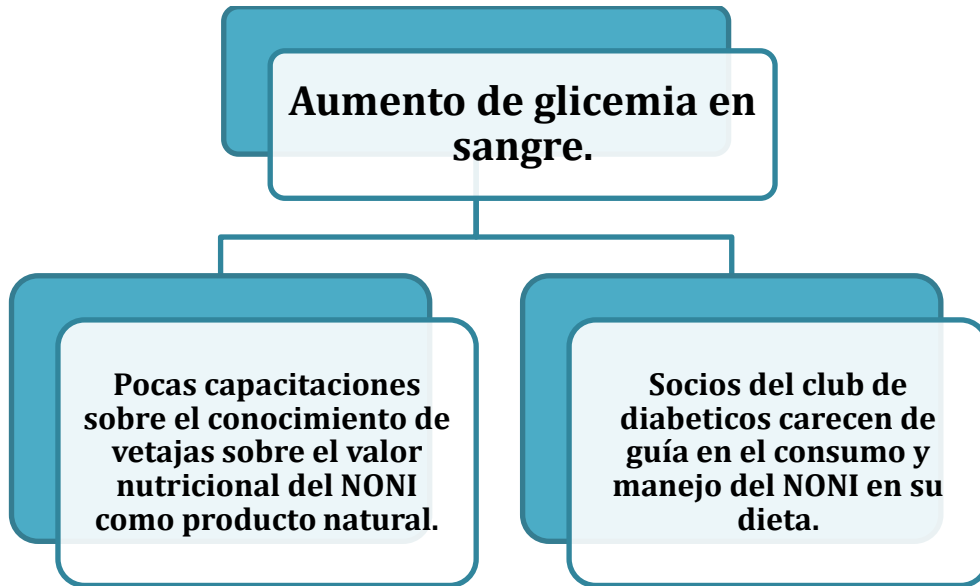 Aumento de glicemia en
sangre.
Pocas capacitaciones
sobre el conocimiento de
vetajas sobre el valor
nutricional del NONI
como producto natural.
Socios del club de
diabeticos carecen de
guía en el consumo y
manejo del NONI en su
dieta.